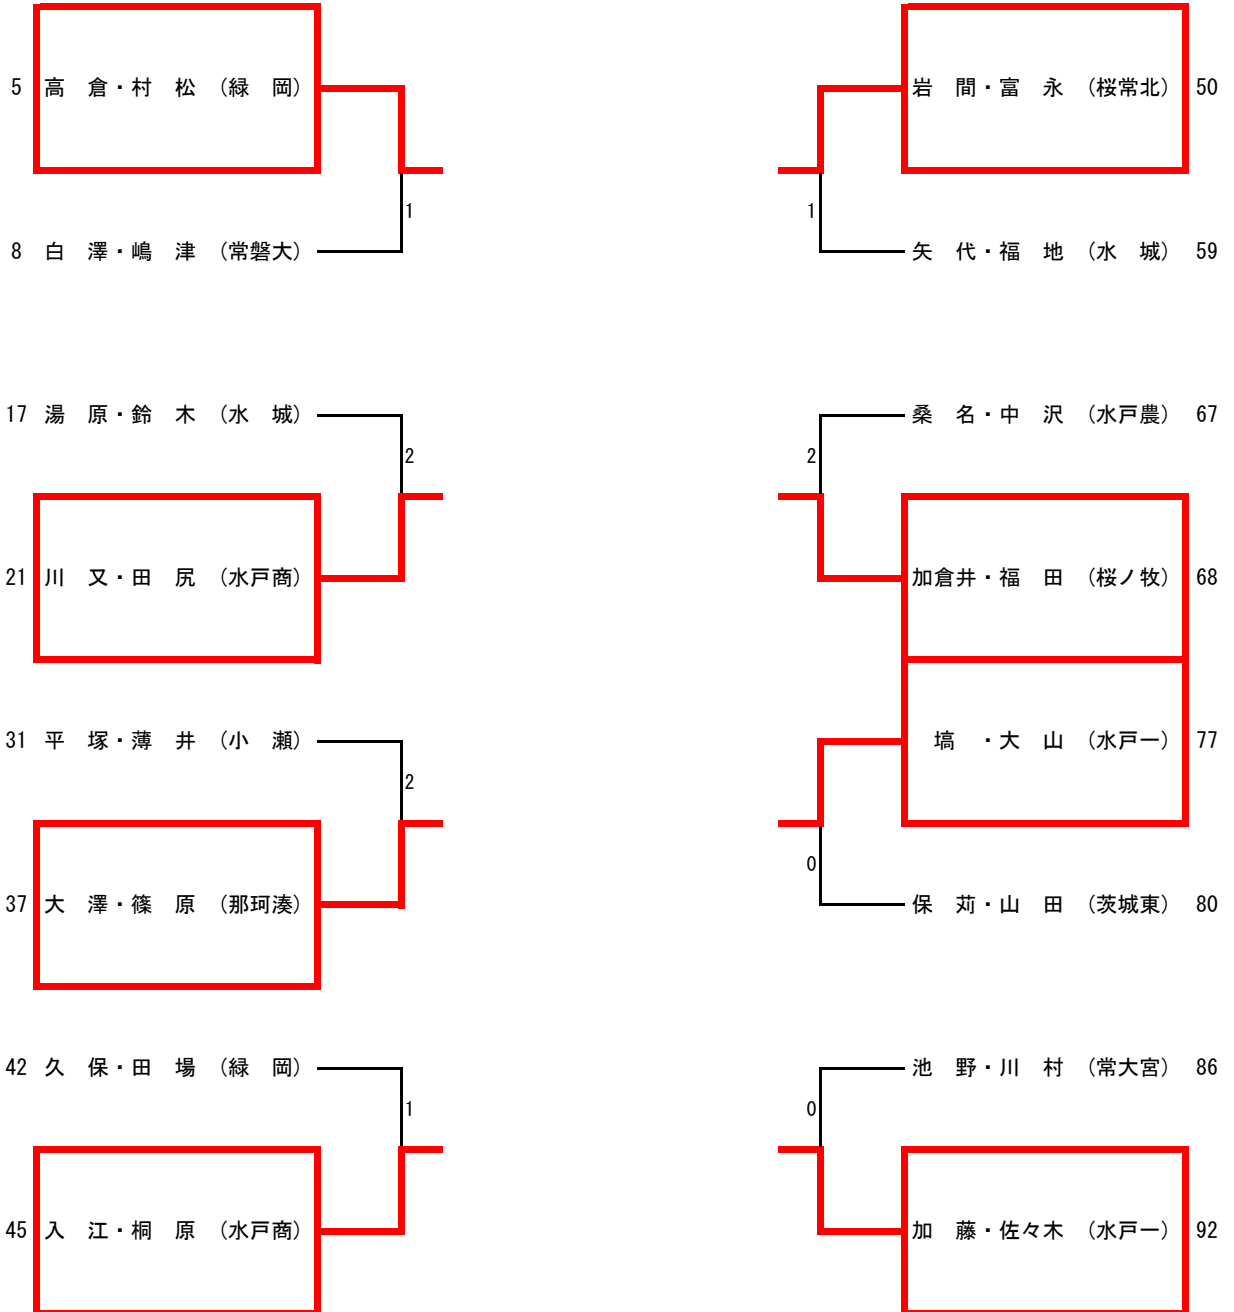 5 高　倉・村　松　（緑　岡）
1
8 白　澤・嶋　津　（常磐大）
17 湯　原・鈴　木　（水　城）
2
21 川　又・田　尻　（水戸商）
31 平　塚・薄　井　（小　瀬）
2
37 大　澤・篠　原　（那珂湊）
42 久　保・田　場　（緑　岡）
1
45 入　江・桐　原　（水戸商）
岩　間・富　永　（桜常北） 50
1
矢　代・福　地　（水　城） 59
桑　名・中　沢　（水戸農） 67
2
加倉井・福　田　（桜ノ牧） 68
塙　・大　山　（水戸一） 77
0
保　苅・山　田　（茨城東） 80
池　野・川　村　（常大宮） 86
0
加　藤・佐々木　（水戸一） 92